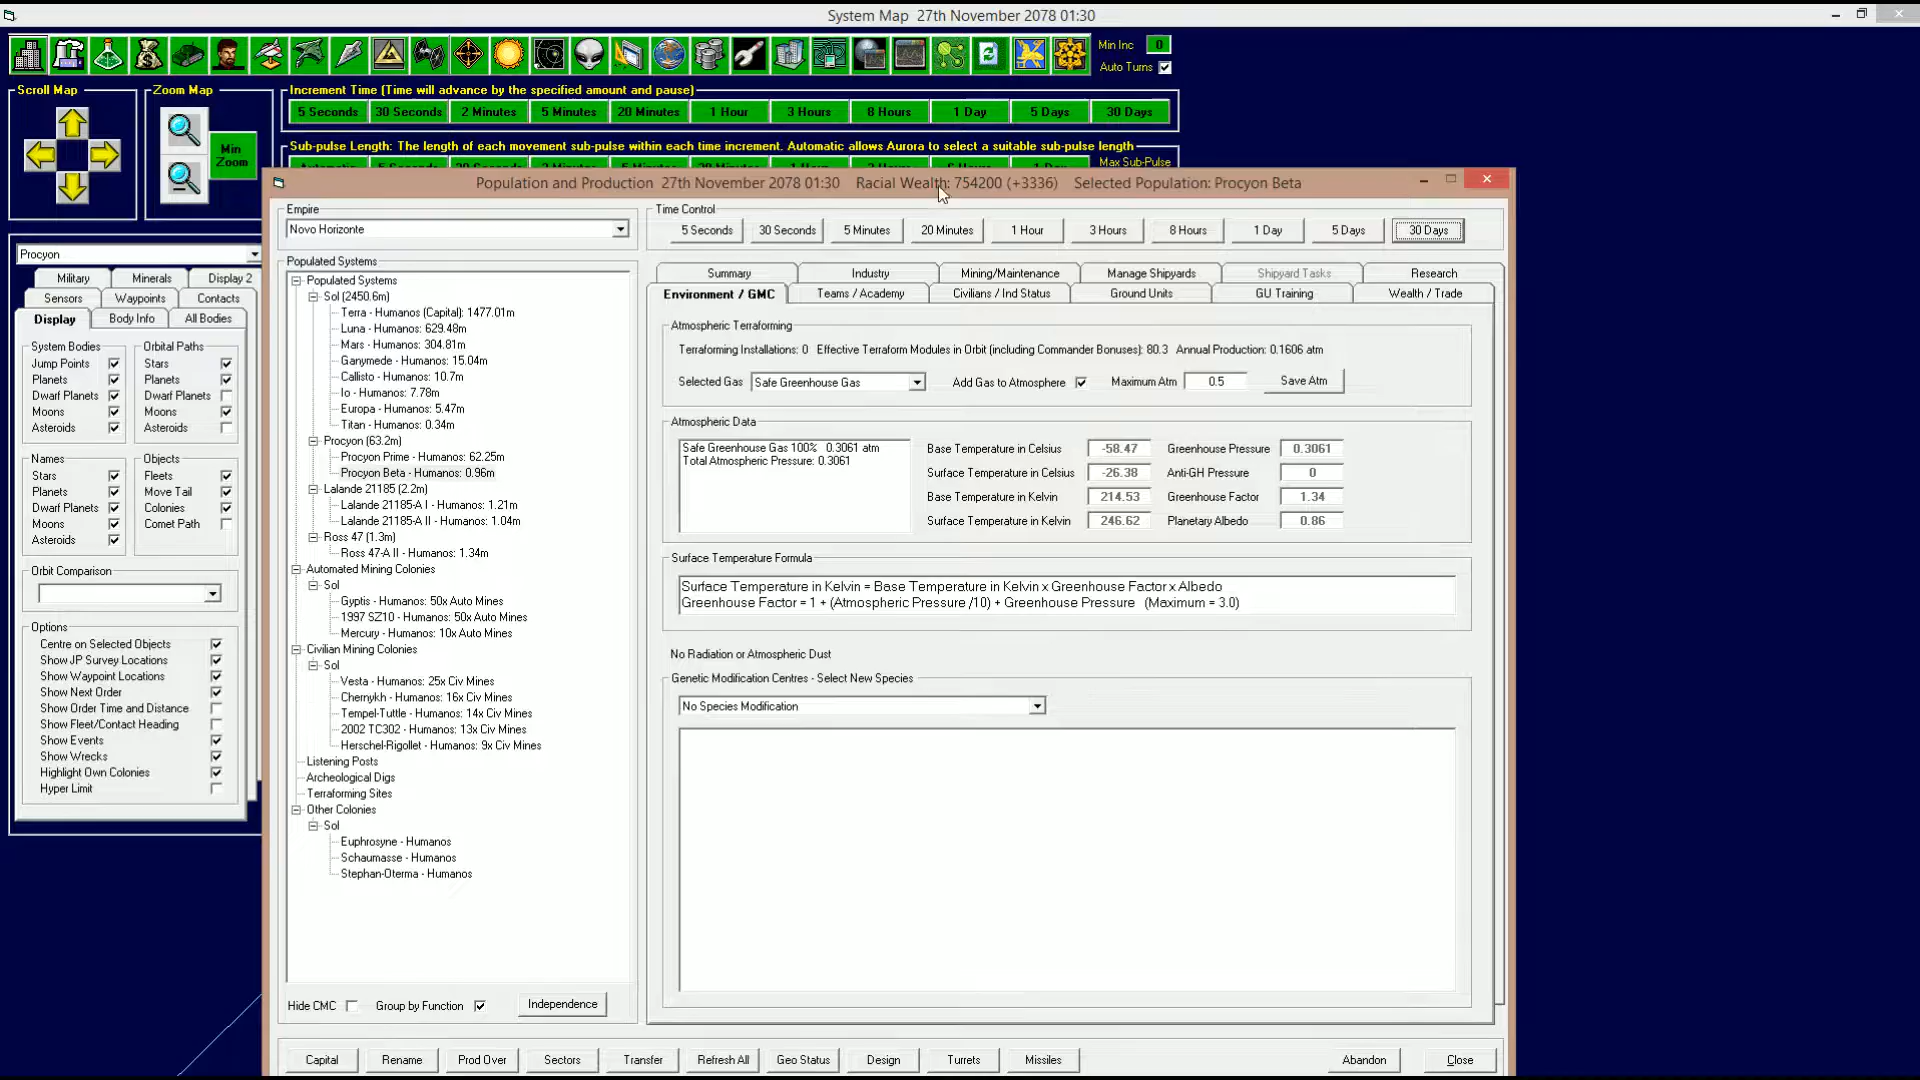 System Map 27th November 2078 01:30
Min Inc 0
Auto Turns
Scroll Map
Zoom Map
Min Zoom
Increment Time (Time will advance by the specified amount and pause)
5 Seconds 30 Seconds 2 Minutes 5 Minutes 20 Minutes 1 Hour 3 Hours 8 Hours 1 Day 5 Days 30 Days
Sub-pulse Length: The length of each movement sub-pulse within each time increment. Automatic allows Aurora to select a suitable sub-pulse length
Max Sub-Pulse
Population and Production 27th November 2078 01:30 Racial Wealth: 754200 (+3336) Selected Population: Procyon Beta
Procyon
Military Minerals Display 2
Sensors Waypoints Contacts
Display Body Info All Bodies
System Bodies
Jump Points
Planets
Dwarf Planets
Moons
Asteroids
Orbital Paths
Stars
Planets
Dwarf Planets
Moons
Asteroids
Names
Stars
Planets
Dwarf Planets
Moons
Asteroids
Objects
Fleets
Move Tail
Colonies
Comet Path
Orbit Comparison
Options
Centre on Selected Objects
Show JP Survey Locations
Show Waypoint Locations
Show Next Order
Show Order Time and Distance
Show Fleet/Contact Heading
Show Events
Show Wrecks
Highlight Own Colonies
Hyper Limit
Empire
Novo Horizonte
Populated Systems
Populated Systems
Sol (2450.6m)
Terra - Humanos (Capital): 1477.01m
Luna - Humanos: 629.48m
Mars - Humanos: 304.81m
Ganymede - Humanos: 15.04m
Callisto - Humanos: 10.7m
Io - Humanos: 7.78m
Europa - Humanos: 5.47m
Titan - Humanos: 0.34m
Procyon (63.2m)
Procyon Prime - Humanos: 62.25m
Procyon Beta - Humanos: 0.96m
Lalande 21185 (2.2m)
Lalande 21185-A I - Humanos: 1.21m
Lalande 21185-A II - Humanos: 1.04m
Ross 47 (1.3m)
Ross 47-A II - Humanos: 1.34m
Automated Mining Colonies
Sol
Gyptis - Humanos: 50x Auto Mines
1997 SZ10 - Humanos: 50x Auto Mines
Mercury - Humanos: 10x Auto Mines
Civilian Mining Colonies
Sol
Vesta - Humanos: 25x Civ Mines
Chernykh - Humanos: 16x Civ Mines
Tempel-Tuttle - Humanos: 14x Civ Mines
2002 TC302 - Humanos: 13x Civ Mines
Herschel-Rigollet - Humanos: 9x Civ Mines
Listening Posts
Archeological Digs
Terraforming Sites
Other Colonies
Sol
Euphrosyne - Humanos
Schaumasse - Humanos
Stephan-Oterma - Humanos
Hide CMC Group by Function Independence
Time Control
5 Seconds 30 Seconds 5 Minutes 20 Minutes 1 Hour 3 Hours 8 Hours 1 Day 5 Days 30 Days
Summary Industry Mining/Maintenance Manage Shipyards Shipyard Tasks Research
Environment / GMC Teams / Academy Civilians / Ind Status Ground Units GU Training Wealth / Trade
Atmospheric Terraforming
Terraforming Installations: 0 Effective Terraform Modules in Orbit (including Commander Bonuses): 80.3 Annual Production: 0.1606 atm
Selected Gas Safe Greenhouse Gas Add Gas to Atmosphere Maximum Atm 0.5 Save Atm
Atmospheric Data
Safe Greenhouse Gas 100% 0.3061 atm
Total Atmospheric Pressure: 0.3061
Base Temperature in Celsius -58.47 Greenhouse Pressure 0.3061
Surface Temperature in Celsius -26.38 Anti-GH Pressure 0
Base Temperature in Kelvin 214.53 Greenhouse Factor 1.34
Surface Temperature in Kelvin 246.62 Planetary Albedo 0.86
Surface Temperature Formula
Surface Temperature in Kelvin = Base Temperature in Kelvin x Greenhouse Factor x Albedo
Greenhouse Factor = 1 + (Atmospheric Pressure /10) + Greenhouse Pressure (Maximum = 3.0)
No Radiation or Atmospheric Dust
Genetic Modification Centres - Select New Species
No Species Modification
Capital Rename Prod Over Sectors Transfer Refresh All Geo Status Design Turrets Missiles Abandon Close